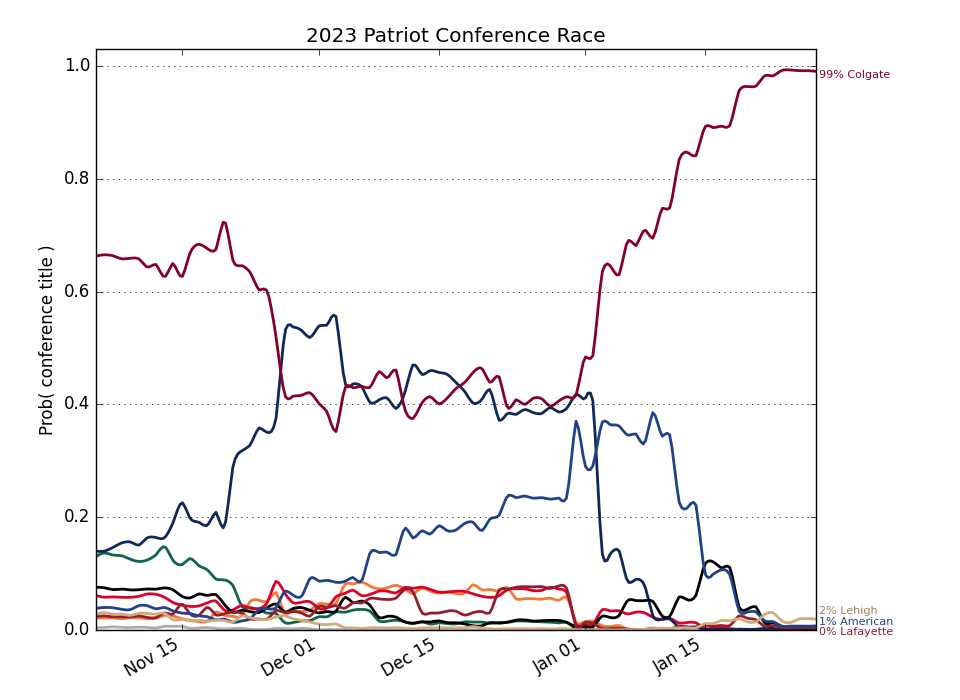 2023 Patriot Conference Race
1.0
99% Colgate
0.8
Prob( conference title )
0.6
0.4
0.2
2% Lehigh
1% American
0.0
0% Lafayette
Nov 15
Dec 01
Dec 15
Jan 01
Jan 15